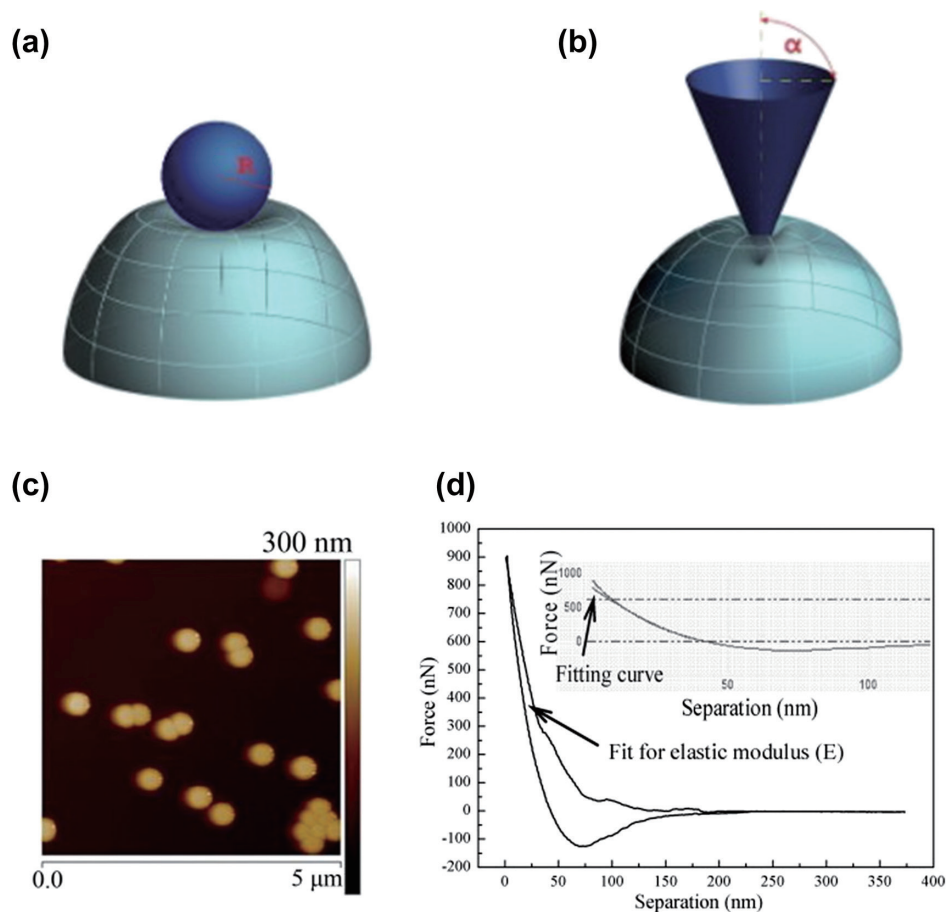 (a)
(b)
R
α
(c)
(d)
300 nm
0.0
5 μm
1000
900
800
700
600
500
400
300
200
100
0
-100
-200
Force (nN)
0
50
100
150
200
250
300
350
400
Separation (nm)
Fit for elastic modulus (E)
1000
500
0
Force (nN)
Fitting curve
50
100
Separation (nm)